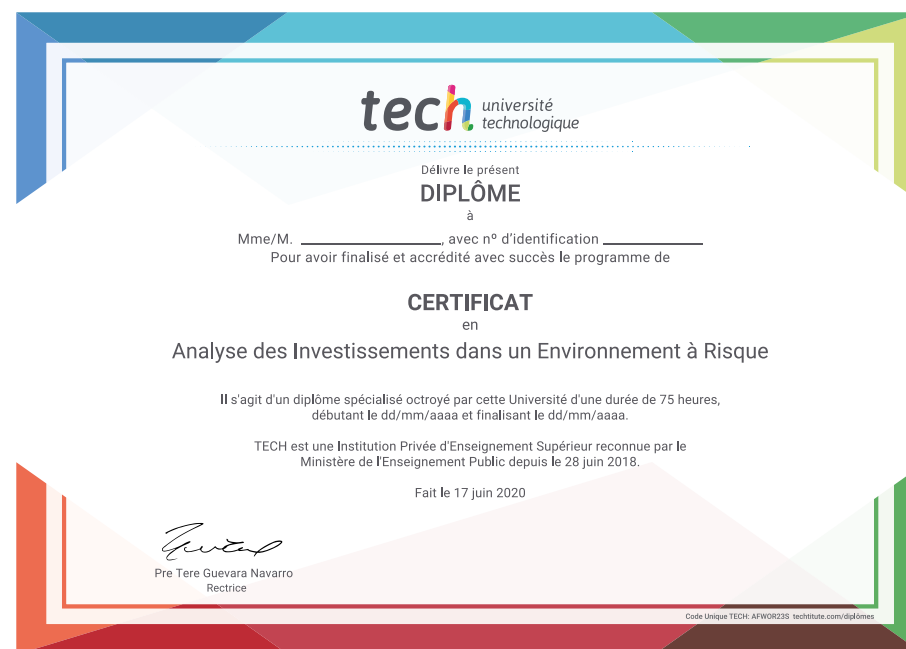 tech université
technologique
Délivre le présent
DIPLÔME
à
Mme/M. ____________________, avec nº d'identification ______________
Pour avoir finalisé et accrédité avec succès le programme de
CERTIFICAT
en
Analyse des Investissements dans un Environnement à Risque
Il s'agit d'un diplôme spécialisé octroyé par cette Université d'une durée de 75 heures,
débutant le dd/mm/aaaa et finalisant le dd/mm/aaaa.
TECH est une Institution Privée d'Enseignement Supérieur reconnue par le
Ministère de l'Enseignement Public depuis le 28 juin 2018.
Fait le 17 juin 2020
Pre Tere Guevara Navarro
Rectrice
Code Unique TECH: AFWOR23S techtitute.com/diplômes